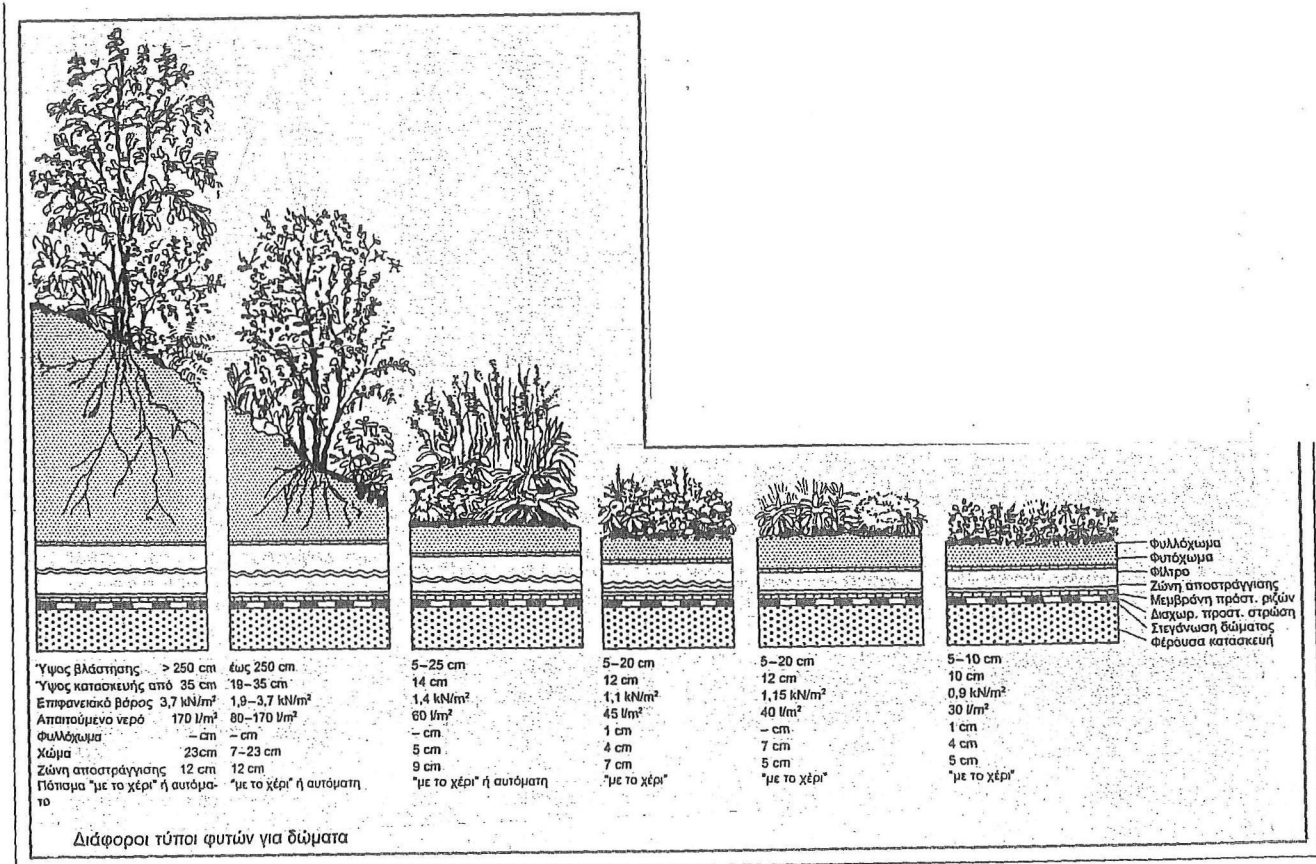 Φυλλόχωμα
Φυτόχωμα
Φίλτρο
Ζώνη αποστράγγισης
Μεμβράνη πρόστ. ριζών
Διαχωρ. προστ. στρώση
Στεγάνωση δώματος
Φέρουσα κατασκευή
Ύψος βλάστησης > 250 cm έως 250 cm 5–25 cm 5–20 cm 5–20 cm 5–10 cm
Ύψος κατασκευής από 35 cm 19–35 cm 14 cm 12 cm 12 cm 10 cm
Επιφανειακό βάρος 3,7 kN/m² 1,9–3,7 kN/m² 1,4 kN/m² 1,1 kN/m² 1,15 kN/m² 0,9 kN/m²
Απαιτούμενο νερό 170 l/m² 80–170 l/m² 60 l/m² 45 l/m² 40 l/m² 30 l/m²
Φυλλόχωμα – cm – cm – cm 1 cm – cm 1 cm
Χώμα 23cm 7–23 cm 5 cm 4 cm 7 cm 4 cm
Ζώνη αποστράγγισης 12 cm 12 cm 9 cm 7 cm 5 cm 5 cm
Πότισμα "με το χέρι" ή αυτόμα- "με το χέρι" ή αυτόματη "με το χέρι" ή αυτόματη "με το χέρι" "με το χέρι" "με το χέρι"
το
Διάφοροι τύποι φυτών για δώματα